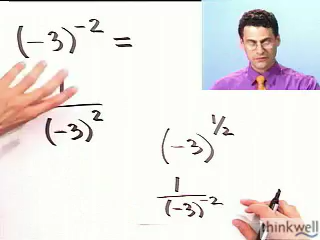 (-3)^-2 =
1/(-3)^2
(-3)^1/2
1/(-3)^-2
thinkwell